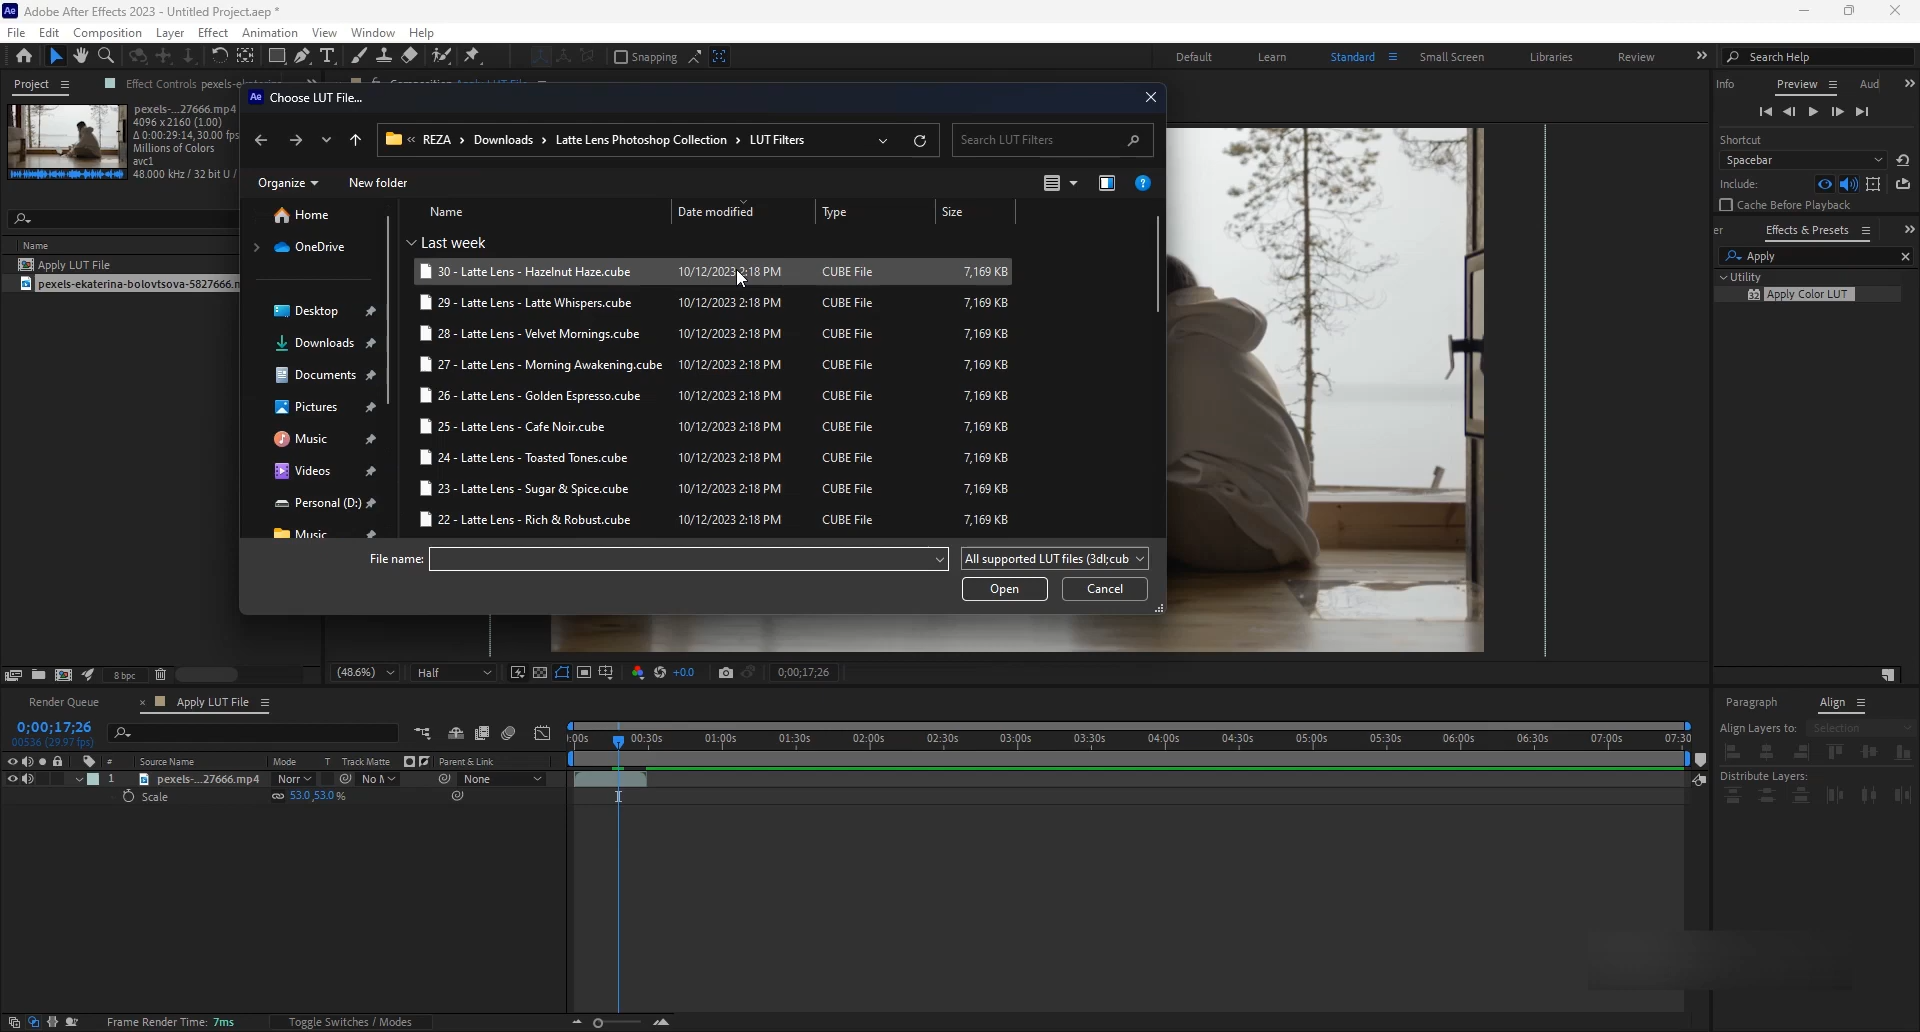 Adobe After Effects 2023 - Untitled Project.aep *
File Edit Composition Layer Effect Animation View Window Help
Snapping Default Learn Standard Small Screen Libraries Review Search Help
Project Effect Controls
pexels-...27666.mp4
4096 x 2160 (1.00)
Δ 0:00:29:14, 30.00 fps
Millions of Colors
avc1
48.000 kHz / 32 bit U /
Name
Apply LUT File
pexels-ekaterina-bolovtsova-5827666.m
8 bpc
Choose LUT File...
« REZA > Downloads > Latte Lens Photoshop Collection > LUT Filters
Search LUT Filters
Organize New folder
Home
OneDrive
Desktop
Downloads
Documents
Pictures
Music
Videos
Personal (D:)
Music
Name Date modified Type Size
Last week
30 - Latte Lens - Hazelnut Haze.cube 10/12/2023 2:18 PM CUBE File 7,169 KB
29 - Latte Lens - Latte Whispers.cube 10/12/2023 2:18 PM CUBE File 7,169 KB
28 - Latte Lens - Velvet Mornings.cube 10/12/2023 2:18 PM CUBE File 7,169 KB
27 - Latte Lens - Morning Awakening.cube 10/12/2023 2:18 PM CUBE File 7,169 KB
26 - Latte Lens - Golden Espresso.cube 10/12/2023 2:18 PM CUBE File 7,169 KB
25 - Latte Lens - Cafe Noir.cube 10/12/2023 2:18 PM CUBE File 7,169 KB
24 - Latte Lens - Toasted Tones.cube 10/12/2023 2:18 PM CUBE File 7,169 KB
23 - Latte Lens - Sugar & Spice.cube 10/12/2023 2:18 PM CUBE File 7,169 KB
22 - Latte Lens - Rich & Robust.cube 10/12/2023 2:18 PM CUBE File 7,169 KB
File name: All supported LUT files (3dl;cub
Open Cancel
Info Preview Aud
Shortcut
Spacebar
Include:
Cache Before Playback
er Effects & Presets
Apply
Utility
32 Apply Color LUT
(48.6%) Half +0.0 0;00;17;26
Render Queue × Apply LUT File
0;00;17;26
00536 (29.97 fps)
:00s 00:30s 01:00s 01:30s 02:00s 02:30s 03:00s 03:30s 04:00s 04:30s 05:00s 05:30s 06:00s 06:30s 07:00s 07:30
# Source Name Mode T Track Matte Parent & Link
1 pexels-...27666.mp4 Norr No M None
Scale 53.0,53.0 %
Frame Render Time: 7ms Toggle Switches / Modes
Paragraph Align
Align Layers to: Selection
Distribute Layers: